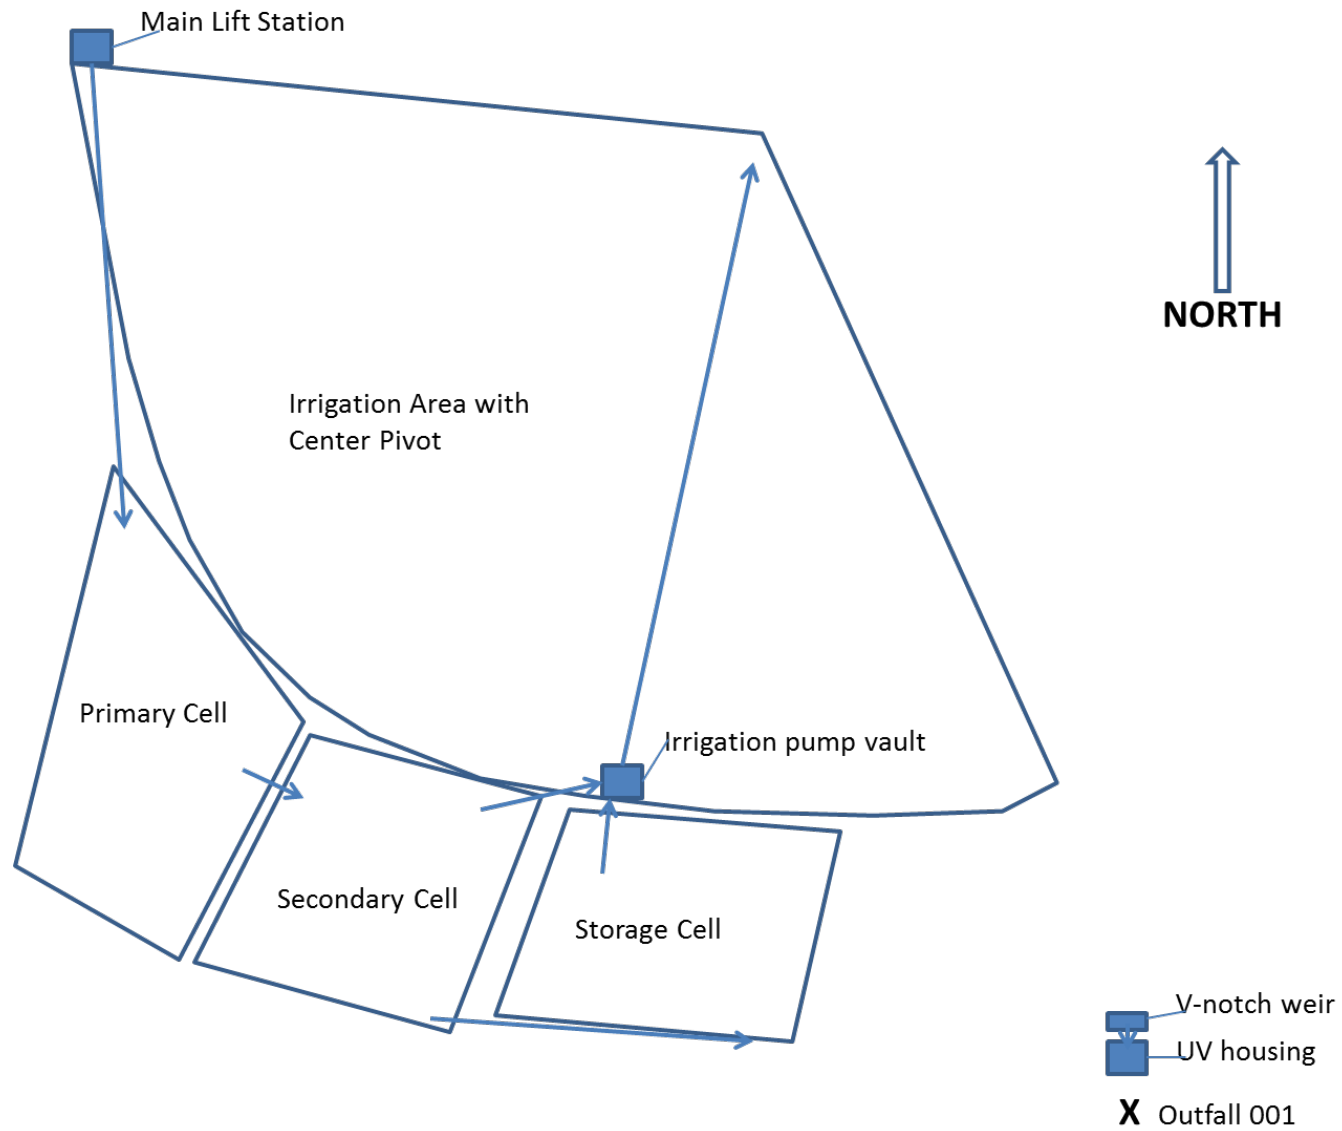 Main Lift Station
NORTH
Irrigation Area with
Center Pivot
Primary Cell
Irrigation pump vault
Secondary Cell
Storage Cell
V-notch weir
UV housing
X Outfall 001